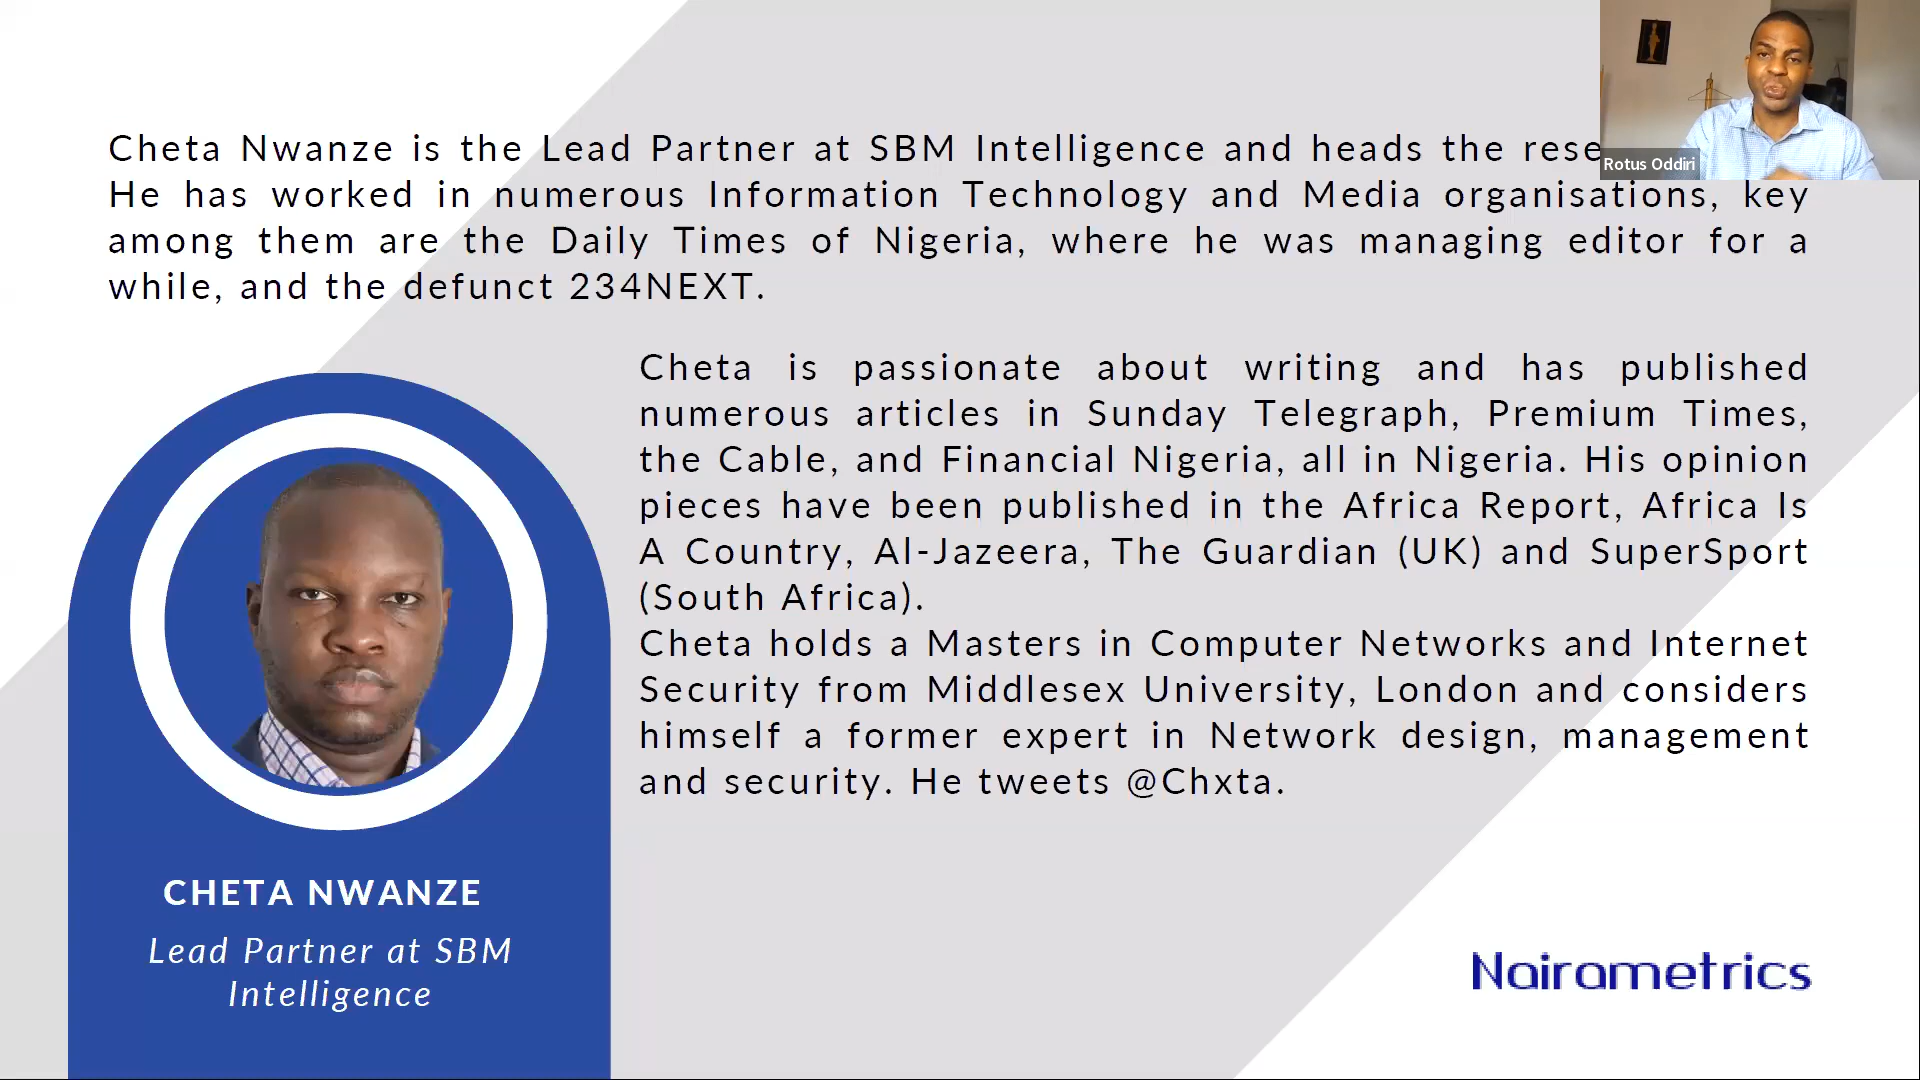 Cheta Nwanze is the Lead Partner at SBM Intelligence and heads the
He has worked in numerous Information Technology and Media organisations, key
among them are the Daily Times of Nigeria, where he was managing editor for a
while, and the defunct 234NEXT.
Cheta is passionate about writing and has published
numerous articles in Sunday Telegraph, Premium Times,
the Cable, and Financial Nigeria, all in Nigeria. His opinion
pieces have been published in the Africa Report, Africa Is
A Country, Al-Jazeera, The Guardian (UK) and SuperSport
(South Africa).
Cheta holds a Masters in Computer Networks and Internet
Security from Middlesex University, London and considers
himself a former expert in Network design, management
and security. He tweets @Chxta.
CHETA NWANZE
Lead Partner at SBM
Intelligence
Nairametrics
Rotus Oddiri